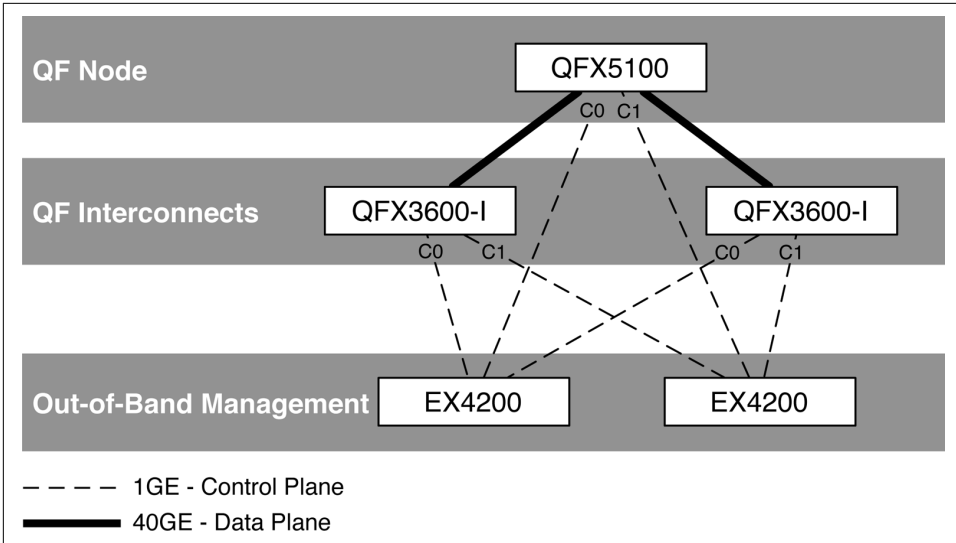 QF Node
QFX5100
C0 C1
QF Interconnects
QFX3600-I
QFX3600-I
C0
C1
C0
C1
Out-of-Band Management
EX4200
EX4200
1GE - Control Plane
40GE - Data Plane